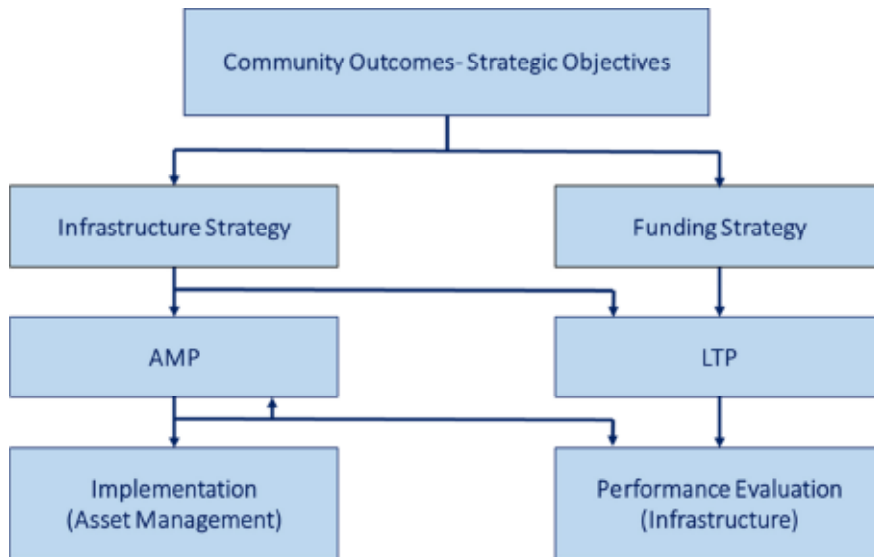 Community Outcomes- Strategic Objectives
Infrastructure Strategy
Funding Strategy
AMP
LTP
Implementation
(Asset Management)
Performance Evaluation
(Infrastructure)